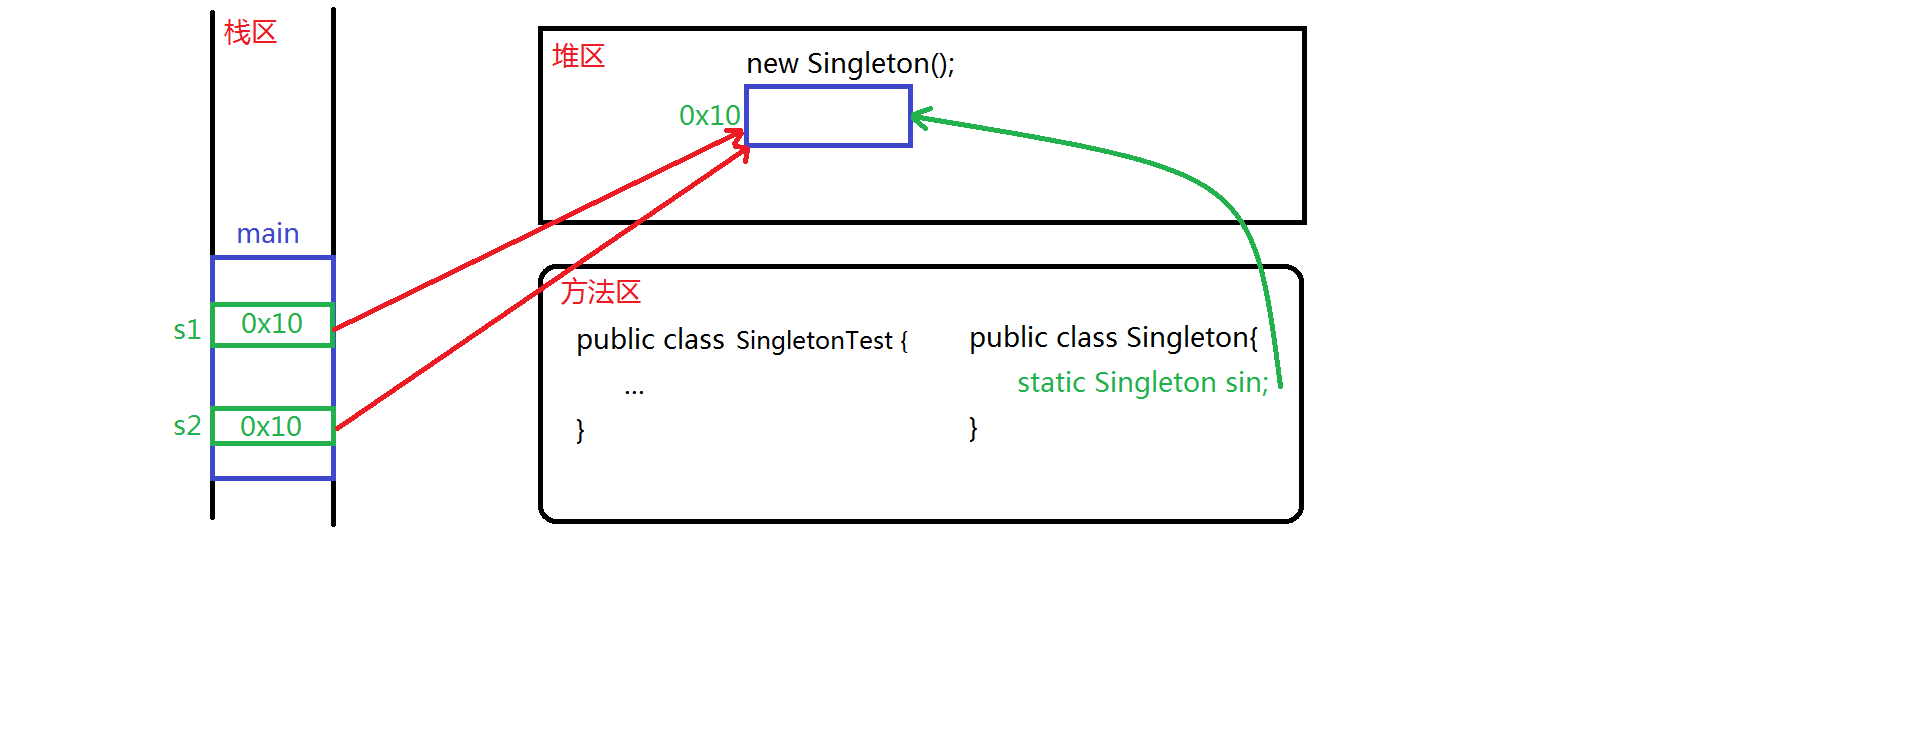 栈区
main
s1
0x10
s2
0x10
堆区
new Singleton();
0x10
方法区
public class SingletonTest {
...
}
public class Singleton{
static Singleton sin;
}